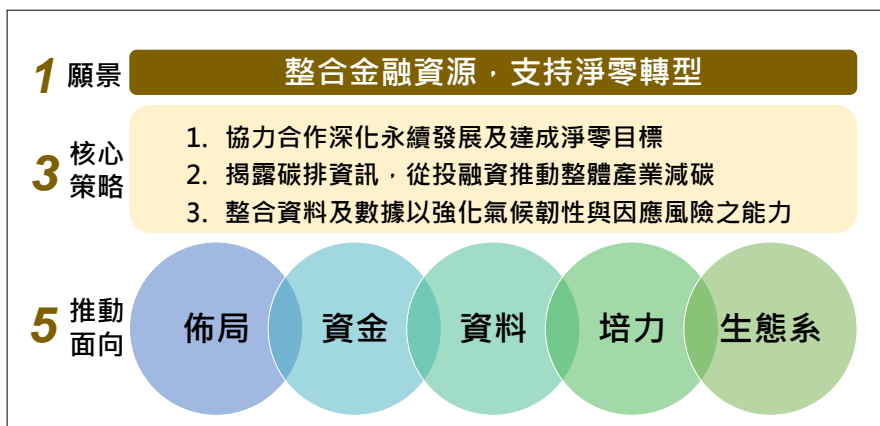 1 願景
整合金融資源，支持淨零轉型
3 核心
策略
1. 協力合作深化永續發展及達成淨零目標
2. 揭露碳排資訊，從投融資推動整體產業減碳
3. 整合資料及數據以強化氣候韌性與因應風險之能力
5 推動
面向
佈局 資金 資料 培力 生態系